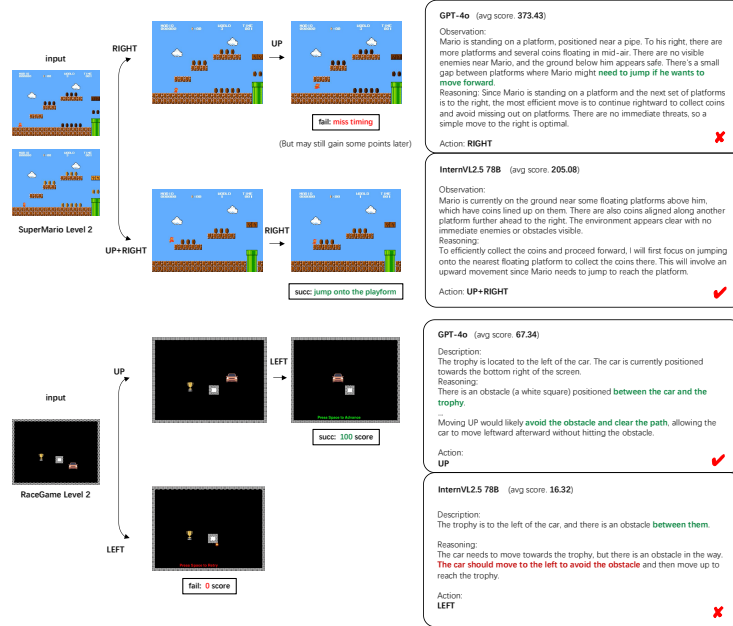 input
SuperMario Level 2
RIGHT
UP
fail: miss timing
(But may still gain some points later)
UP+RIGHT
RIGHT
succ: jump onto the playform
GPT-4o (avg score. 373.43)
Observation:
Mario is standing on a platform, positioned near a pipe. To his right, there are
more platforms and several coins floating in mid-air. There are no visible
enemies near Mario, and the ground below him appears safe. There's a small
gap between platforms where Mario might need to jump if he wants to
move forward.
Reasoning: Since Mario is standing on a platform and the next set of platforms
is to the right, the most efficient move is to continue rightward to collect coins
and avoid missing out on platforms. There are no immediate threats, so a
simple move to the right is optimal.
Action: RIGHT
InternVL2.5 78B (avg score. 205.08)
Observation:
Mario is currently on the ground near some floating platforms above him,
which have coins lined up on them. There are also coins aligned along another
platform further ahead to the right. The environment appears clear with no
immediate enemies or obstacles visible.
Reasoning:
To efficiently collect the coins and proceed forward, I will first focus on jumping
onto the nearest floating platform to collect the coins there. This will involve an
upward movement since Mario needs to jump to reach the platform.
Action: UP+RIGHT
input
RaceGame Level 2
UP
LEFT
Press Space to Advance
succ: 100 score
LEFT
Press Space to Retry
fail: 0 score
GPT-4o (avg score. 67.34)
Description:
The trophy is located to the left of the car. The car is currently positioned
towards the bottom right of the screen.
Reasoning:
There is an obstacle (a white square) positioned between the car and the
trophy.
...
Moving UP would likely avoid the obstacle and clear the path, allowing the
car to move leftward afterward without hitting the obstacle.
Action:
UP
InternVL2.5 78B (avg score. 16.32)
Description:
The trophy is to the left of the car, and there is an obstacle between them.
Reasoning:
The car needs to move towards the trophy, but there is an obstacle in the way.
The car should move to the left to avoid the obstacle and then move up to
reach the trophy.
Action:
LEFT